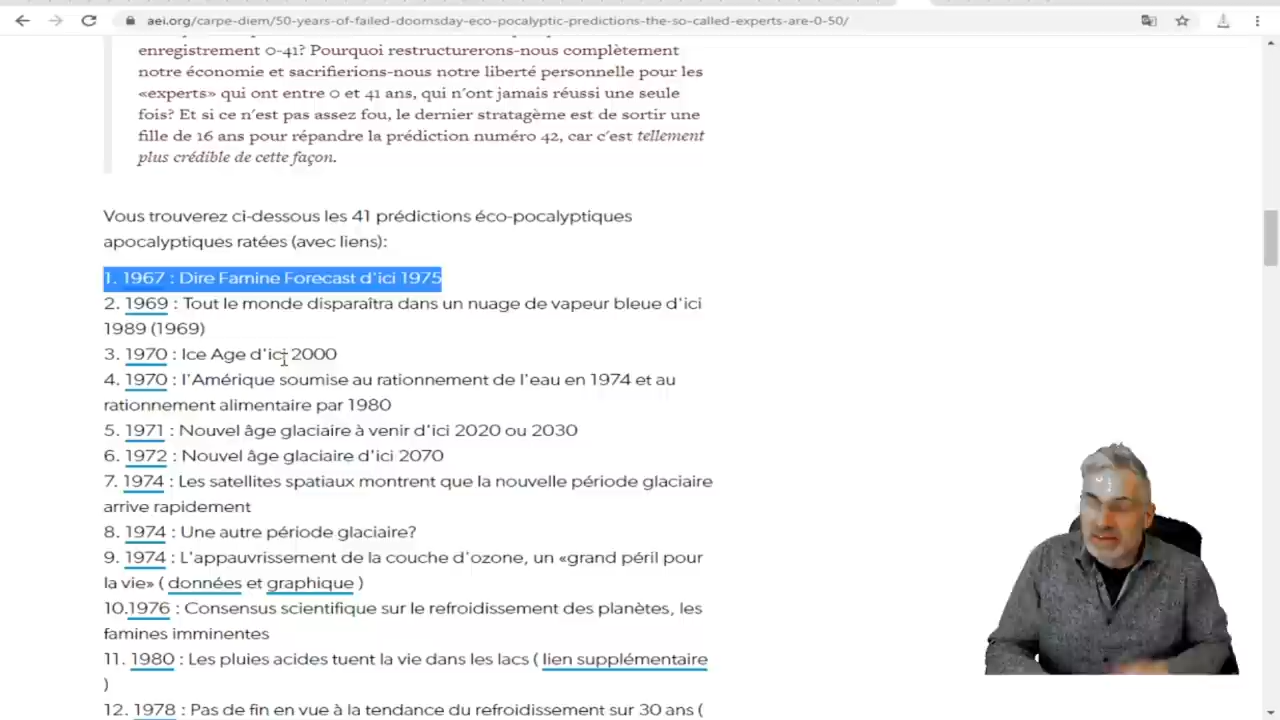 aei.org/carpe-diem/50-years-of-failed-doomsday-eco-pocalyptic-predictions-the-so-called-experts-are-0-50/
enregistrement 0-41? Pourquoi restructurerons-nous complètement
notre économie et sacrifierions-nous notre liberté personnelle pour les
«experts» qui ont entre 0 et 41 ans, qui n'ont jamais réussi une seule
fois? Et si ce n'est pas assez fou, le dernier stratagème est de sortir une
fille de 16 ans pour répandre la prédiction numéro 42, car c'est tellement
plus crédible de cette façon.
Vous trouverez ci-dessous les 41 prédictions éco-pocalyptiques
apocalyptiques ratées (avec liens):
1. 1967 : Dire Famine Forecast d'ici 1975
2. 1969 : Tout le monde disparaîtra dans un nuage de vapeur bleue d'ici
1989 (1969)
3. 1970 : Ice Age d'ici 2000
4. 1970 : l'Amérique soumise au rationnement de l'eau en 1974 et au
rationnement alimentaire par 1980
5. 1971 : Nouvel âge glaciaire à venir d'ici 2020 ou 2030
6. 1972 : Nouvel âge glaciaire d'ici 2070
7. 1974 : Les satellites spatiaux montrent que la nouvelle période glaciaire
arrive rapidement
8. 1974 : Une autre période glaciaire?
9. 1974 : L'appauvrissement de la couche d'ozone, un «grand péril pour
la vie» ( données et graphique )
10.1976 : Consensus scientifique sur le refroidissement des planètes, les
famines imminentes
11. 1980 : Les pluies acides tuent la vie dans les lacs ( lien supplémentaire
)
12. 1978 : Pas de fin en vue à la tendance du refroidissement sur 30 ans (